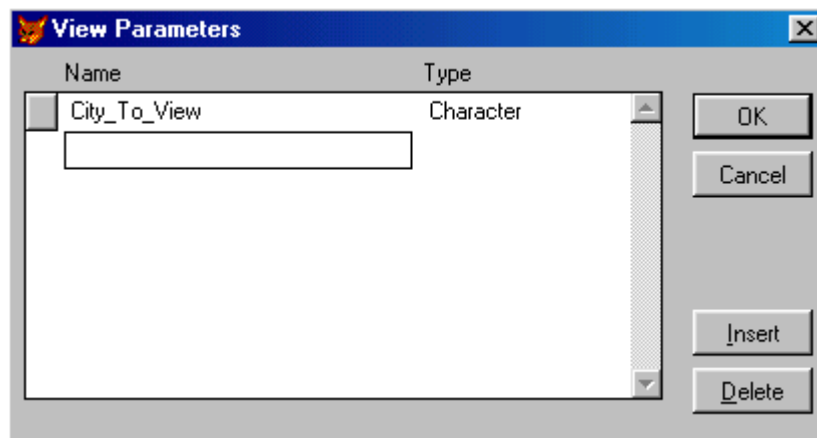 View Parameters
Name Type
City_To_View Character
OK
Cancel
Insert
Delete